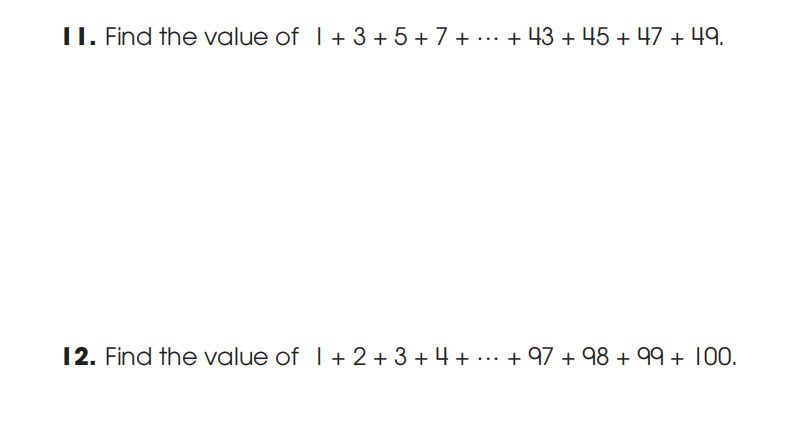 11. Find the value of 1 + 3 + 5 + 7 + ··· + 43 + 45 + 47 + 49.
12. Find the value of 1 + 2 + 3 + 4 + ··· + 97 + 98 + 99 + 100.